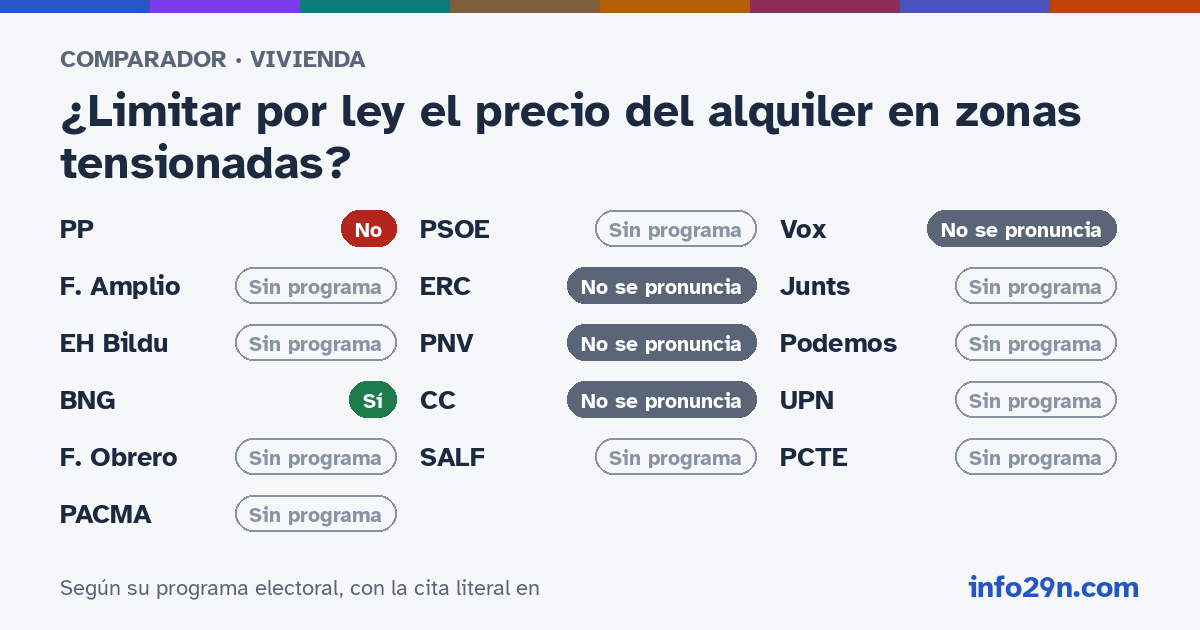 COMPARADOR · VIVIENDA
¿Limitar por ley el precio del alquiler en zonas
tensionadas?
PP No PSOE Sin programa Vox No se pronuncia
F. Amplio Sin programa ERC No se pronuncia Junts Sin programa
EH Bildu Sin programa PNV No se pronuncia Podemos Sin programa
BNG Sí CC No se pronuncia UPN Sin programa
F. Obrero Sin programa SALF Sin programa PCTE Sin programa
PACMA Sin programa
Según su programa electoral, con la cita literal en info29n.com